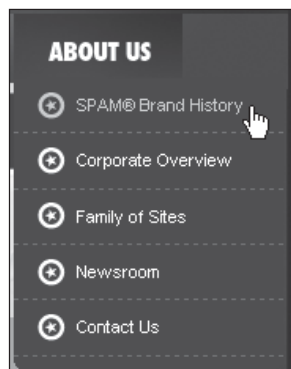 ABOUT US
SPAM® Brand History
Corporate Overview
Family of Sites
Newsroom
Contact Us